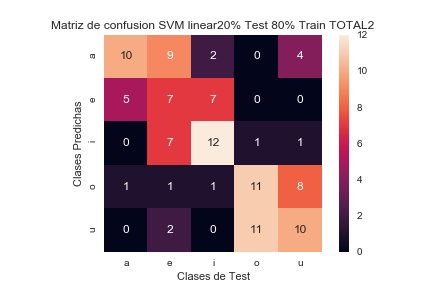 Matriz de confusion SVM linear20% Test 80% Train TOTAL2
a 10 9 2 0 4
e 5 7 7 0 0
i 0 7 12 1 1
o 1 1 1 11 8
u 0 2 0 11 10
a e i o u
Clases de Test
Clases Predichas
12
10
8
6
4
2
0